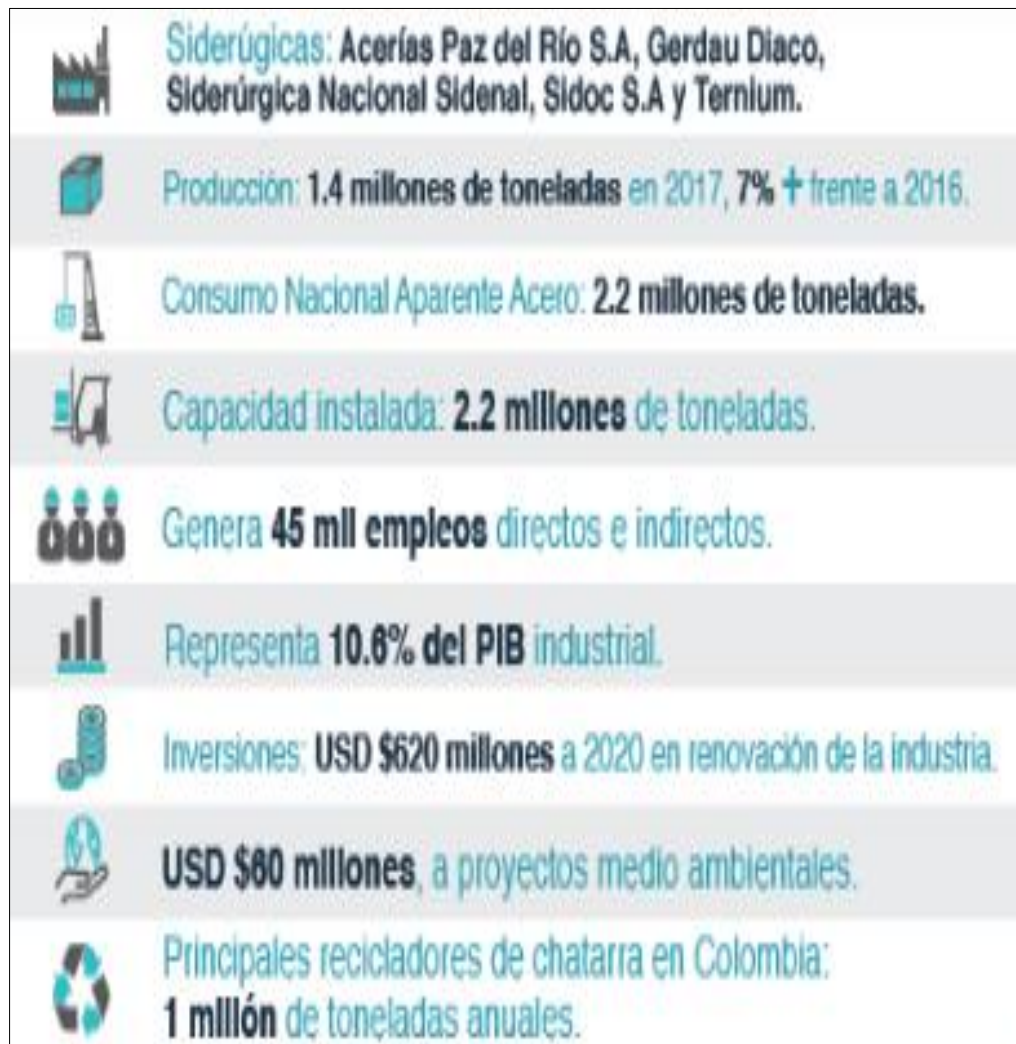 Siderúgicas: Acerías Paz del Río S.A, Gerdau Diaco,
Siderúrgica Nacional Sidenal, Sidoc S.A y Ternium.
Producción: 1.4 millones de toneladas en 2017, 7% + frente a 2016.
Consumo Nacional Aparente Acero: 2.2 millones de toneladas.
Capacidad instalada: 2.2 millones de toneladas.
Genera 45 mil empleos directos e indirectos.
Representa 10.6% del PIB industrial.
Inversiones: USD $620 millones a 2020 en renovación de la industria.
USD $60 millones, a proyectos medio ambientales.
Principales recicladores de chatarra en Colombia:
1 millón de toneladas anuales.